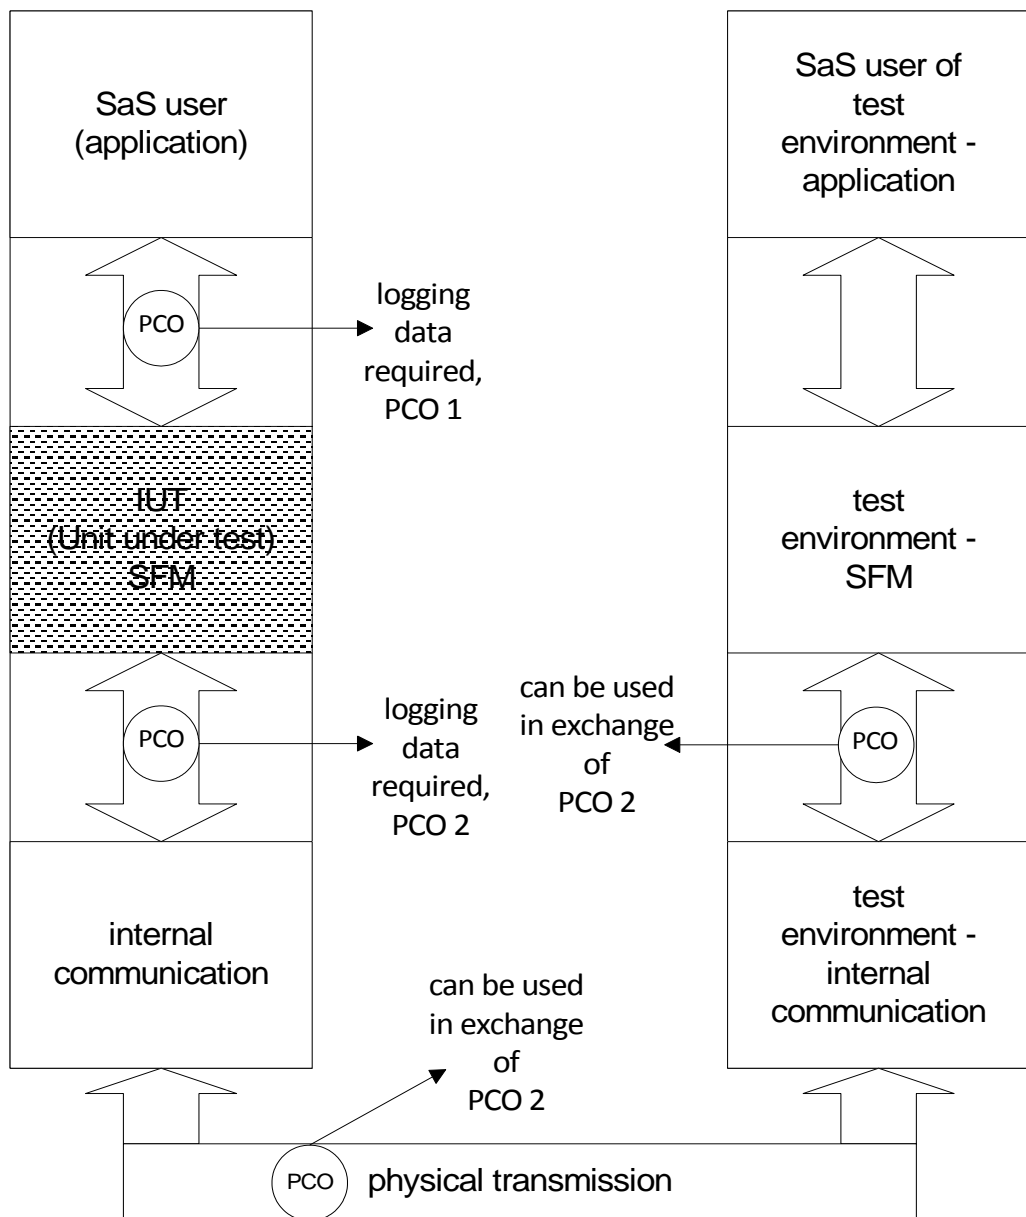 SaS user
(application)
SaS user of
test
environment -
application
PCO
logging
data
required,
PCO 1
IUT
(Unit under test)
SFM
test
environment -
SFM
PCO
logging
data
required,
PCO 2
can be used
in exchange
of
PCO 2
PCO
internal
communication
test
environment -
internal
communication
can be used
in exchange
of
PCO 2
PCO
physical transmission